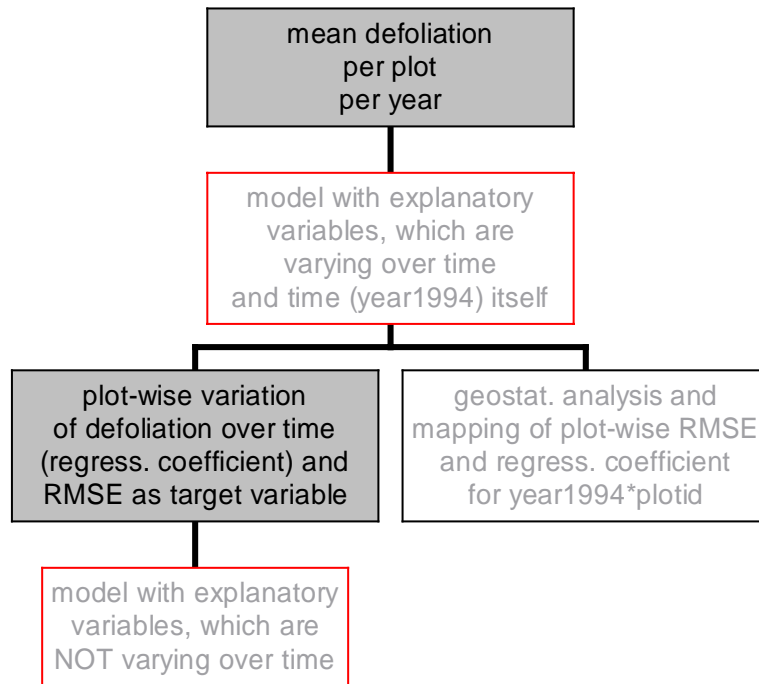 mean defoliation
per plot
per year
model with explanatory
variables, which are
varying over time
and time (year1994) itself
plot-wise variation
of defoliation over time
(regress. coefficient) and
RMSE as target variable
geostat. analysis and
mapping of plot-wise RMSE
and regress. coefficient
for year1994*plotid
model with explanatory
variables, which are
NOT varying over time